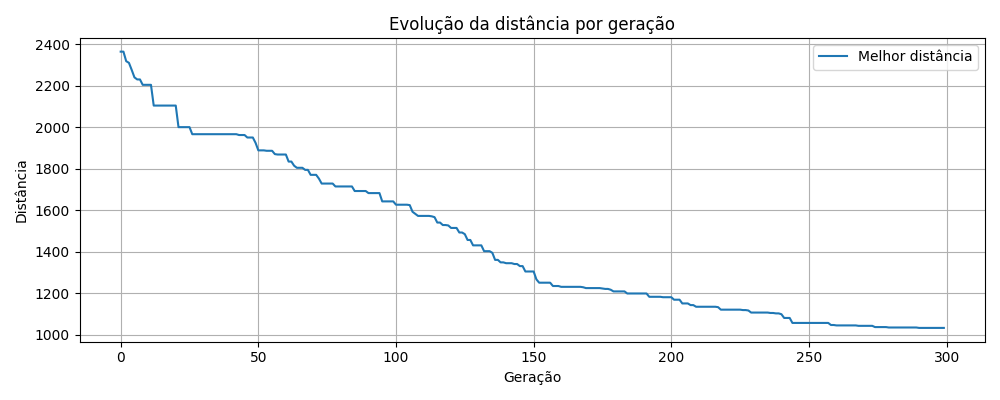 Evolução da distância por geração
Melhor distância
Distância
2400
2200
2000
1800
1600
1400
1200
1000
0 50 100 150 200 250 300
Geração